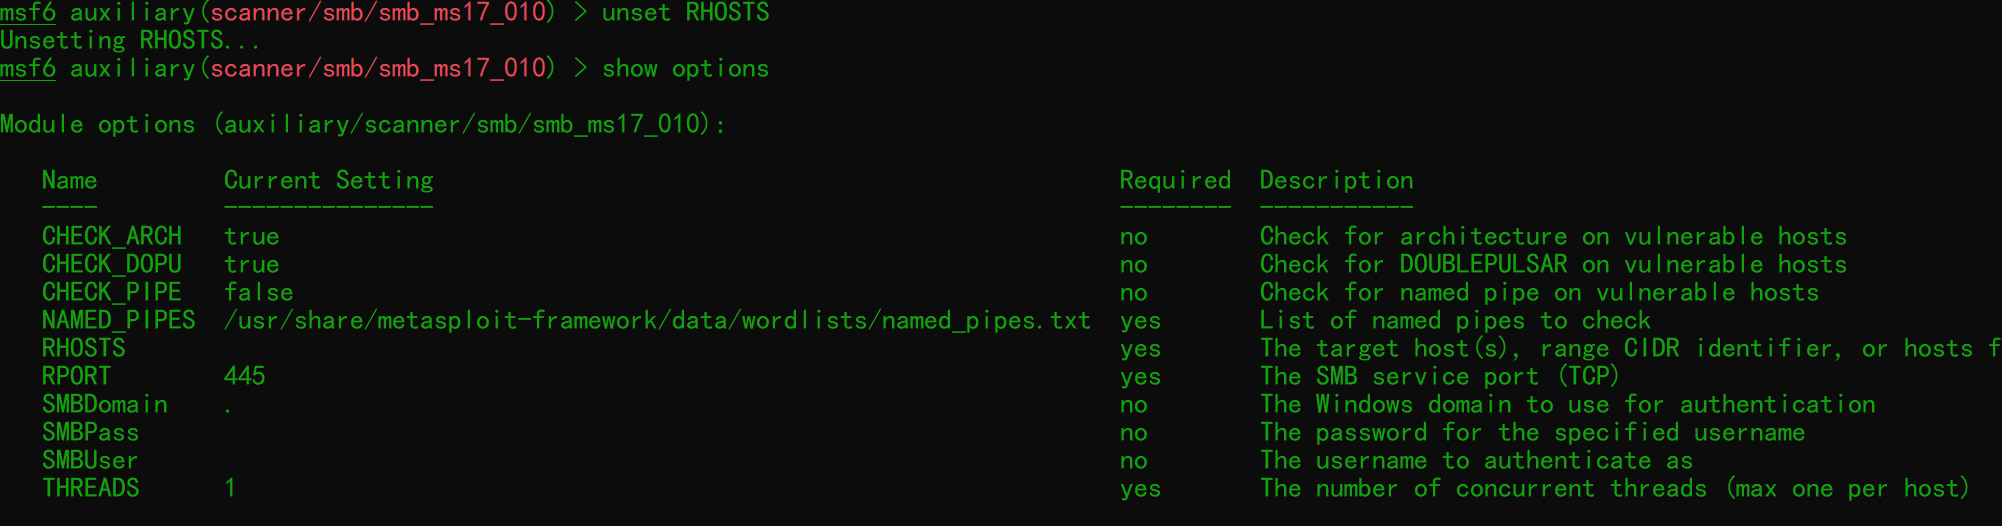 msf6 auxiliary(scanner/smb/smb_ms17_010) > unset RHOSTS
Unsetting RHOSTS...
msf6 auxiliary(scanner/smb/smb_ms17_010) > show options
Module options (auxiliary/scanner/smb/smb_ms17_010):
Name Current Setting Required Description
---- --------------- -------- -----------
CHECK_ARCH true no Check for architecture on vulnerable hosts
CHECK_DOPU true no Check for DOUBLEPULSAR on vulnerable hosts
CHECK_PIPE false no Check for named pipe on vulnerable hosts
NAMED_PIPES /usr/share/metasploit-framework/data/wordlists/named_pipes.txt yes List of named pipes to check
RHOSTS yes The target host(s), range CIDR identifier, or hosts f
RPORT 445 yes The SMB service port (TCP)
SMBDomain . no The Windows domain to use for authentication
SMBPass no The password for the specified username
SMBUser no The username to authenticate as
THREADS 1 yes The number of concurrent threads (max one per host)